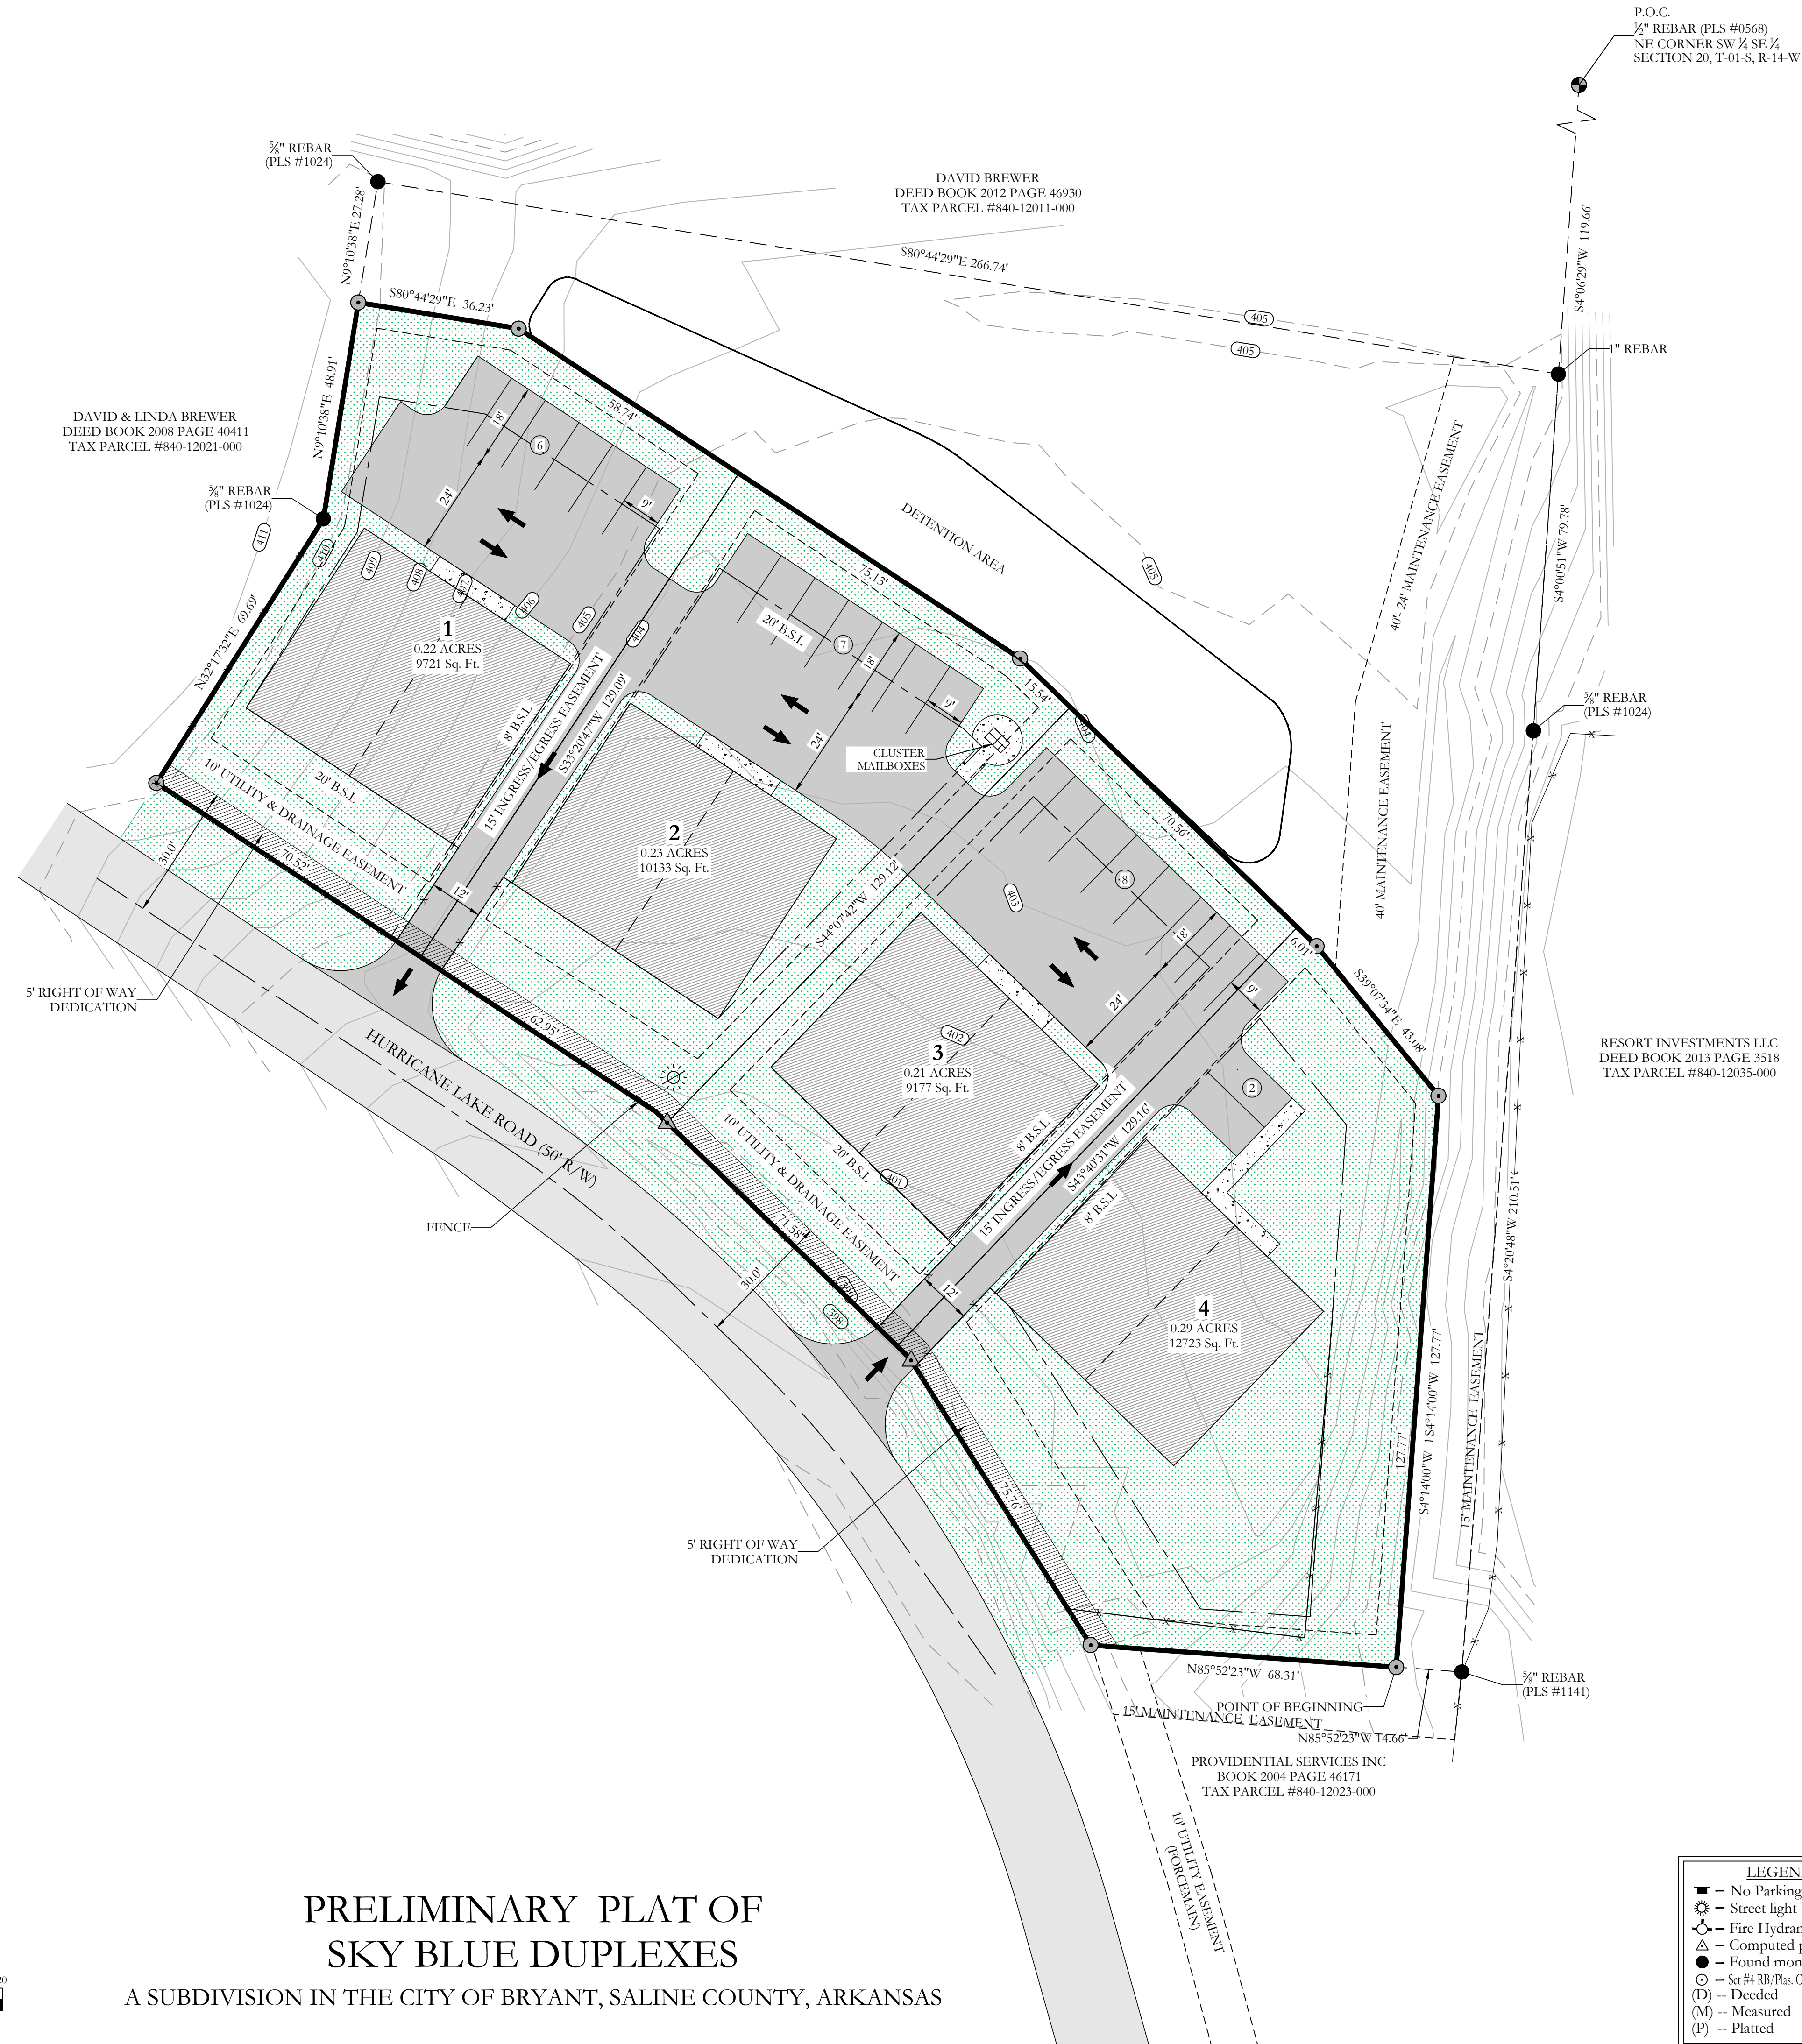 P.O.C.
½" REBAR (PLS #0568)
NE CORNER SW ¼ SE ¼
SECTION 20, T-01-S, R-14-W
⅝" REBAR
(PLS #1024)
N9°10'38"E 27.28'
DAVID BREWER
DEED BOOK 2012 PAGE 46930
TAX PARCEL #840-12011-000
S4°06'29"W 119.66'
S80°44'29"E 266.74'
S80°44'29"E 36.23'
405
405
1" REBAR
N9°10'38"E 48.91'
DAVID & LINDA BREWER
DEED BOOK 2008 PAGE 40411
TAX PARCEL #840-12021-000
58.74'
18'
6
24'
9'
⅝" REBAR
(PLS #1024)
40'- 24' MAINTENANCE EASEMENT
DETENTION AREA
S4°00'51"W 79.78'
411
410
409
408
407
406
405
404
405
75.13'
20' B.S.L
7
18'
9'
24'
15.54'
404
1
0.22 ACRES
9721 Sq. Ft.
N32°17'32"E 69.69'
8' B.S.L
15' INGRESS/EGRESS EASEMENT
S33°20'47"W 129.09'
CLUSTER
MAILBOXES
40' MAINTENANCE EASEMENT
⅝" REBAR
(PLS #1024)
20' B.S.L
10' UTILITY & DRAINAGE EASEMENT
70.52'
30.0'
12'
2
0.23 ACRES
10133 Sq. Ft.
S44°07'42"W 129.12'
70.56'
8
403
18'
24'
9'
6.01'
S39°07'34"E 43.08'
5' RIGHT OF WAY
DEDICATION
62.95'
HURRICANE LAKE ROAD (50' R/W)
402
3
0.21 ACRES
9177 Sq. Ft.
2
RESORT INVESTMENTS LLC
DEED BOOK 2013 PAGE 3518
TAX PARCEL #840-12035-000
10' UTILITY & DRAINAGE EASEMENT
20' B.S.L
401
8' B.S.L
15' INGRESS/EGRESS EASEMENT
S43°40'31"W 129.16'
8' B.S.L
FENCE
71.58'
30.0'
398
12'
4
0.29 ACRES
12723 Sq. Ft.
S4°20'48"W 210.51'
S4°14'00"W 1S4°14'00"W 127.77'
127.77'
15' MAINTENANCE EASEMENT
5' RIGHT OF WAY
DEDICATION
75.76'
N85°52'23"W 68.31'
POINT OF BEGINNING
⅝" REBAR
(PLS #1141)
15' MAINTENANCE EASEMENT
N85°52'23"W 14.66'
PROVIDENTIAL SERVICES INC
BOOK 2004 PAGE 46171
TAX PARCEL #840-12023-000
10' UTILITY EASEMENT
(FORCEMAIN)
PRELIMINARY PLAT OF
SKY BLUE DUPLEXES
A SUBDIVISION IN THE CITY OF BRYANT, SALINE COUNTY, ARKANSAS
LEGEN
– No Parking
– Street light
– Fire Hydran
– Computed p
– Found mon
– Set #4 RB/Plas. C
(D) -- Deeded
(M) -- Measured
(P) -- Platted